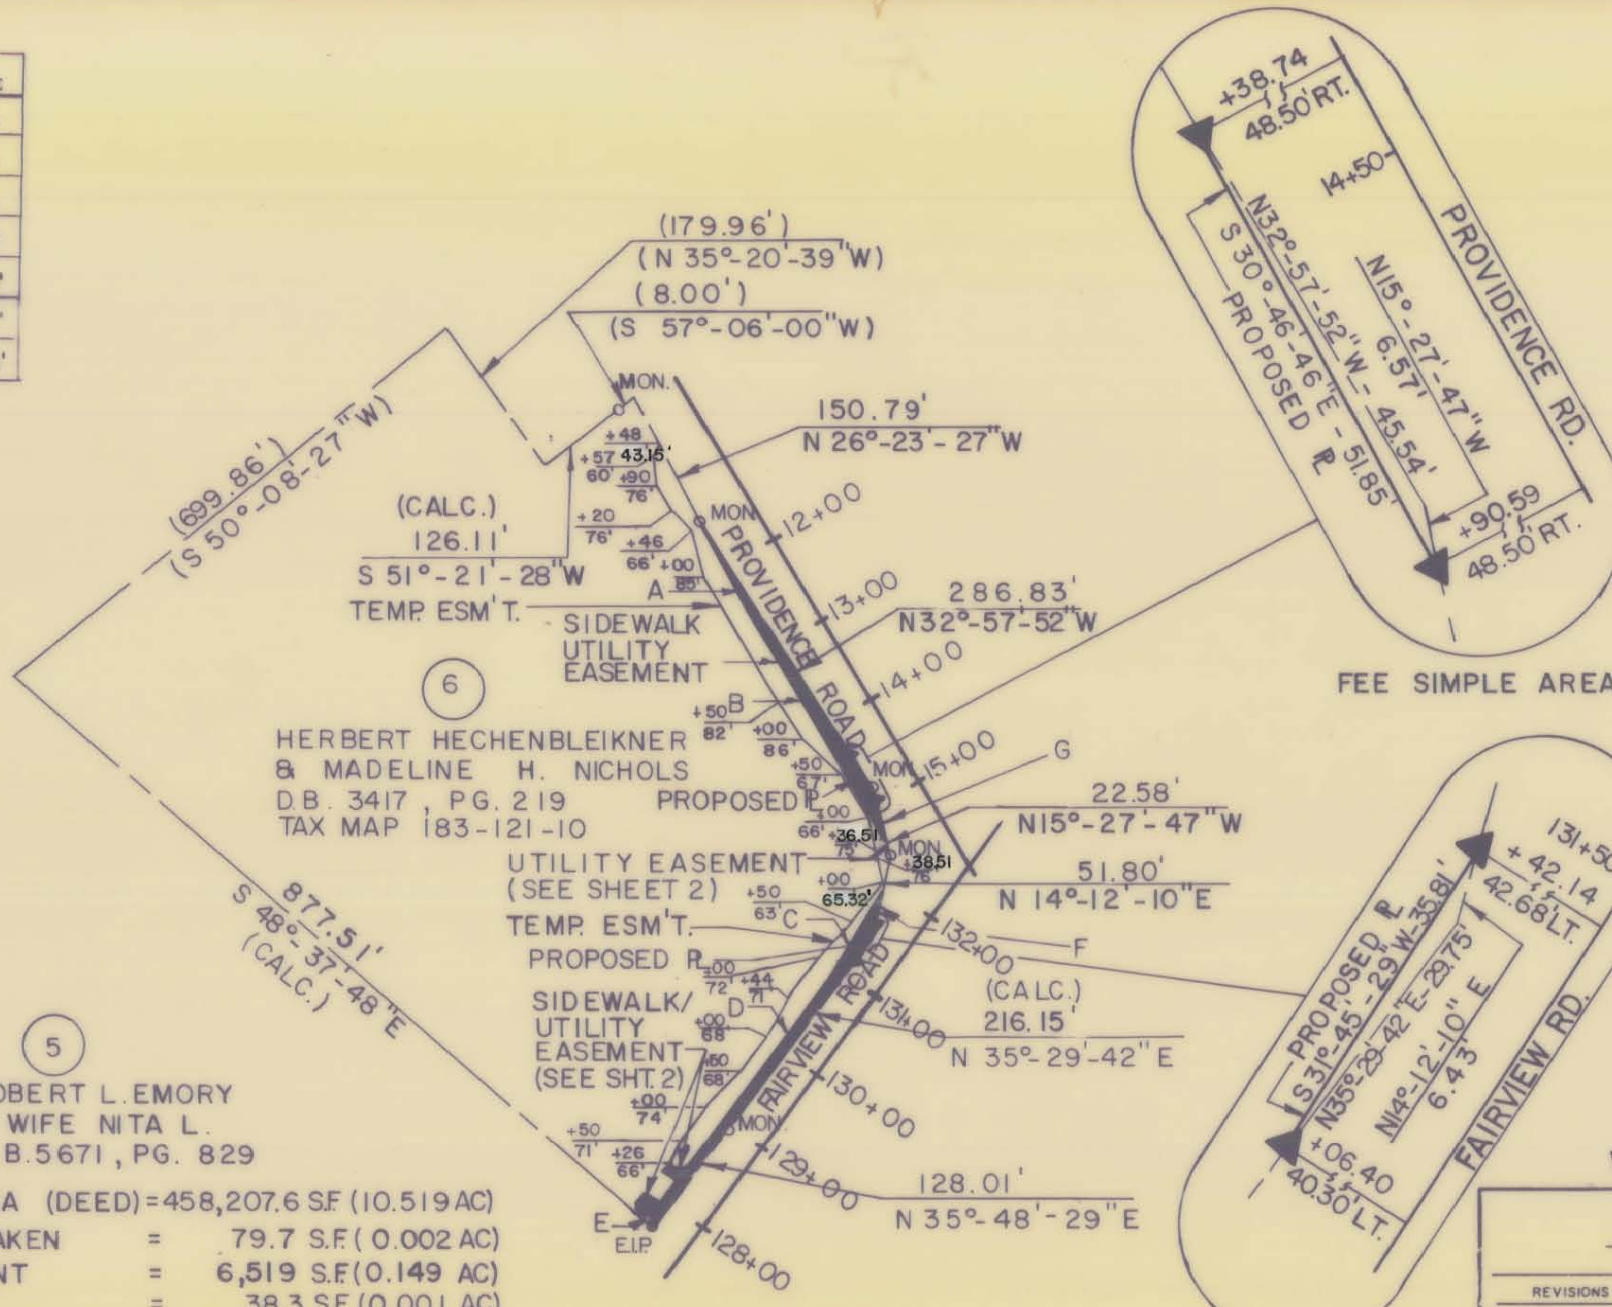 (179.96')
(N 35°-20'-39"W)
(8.00')
(S 57°-06'-00"W)
MON.
150.79'
N 26°-23'-27"W
+48
43.15'
+57
60'
+90
76'
+20
76'
+46
66'
+00
85'
MON.
12+00
(699.86')
(S 50°-08'-27"W)
(CALC.)
126.11'
S 51°-21'-28"W
TEMP. ESM'T.
A
SIDEWALK
UTILITY
EASEMENT
PROVIDENCE ROAD
13+00
286.83'
N32°-57'-52"W
14+00
6
HERBERT HECHENBLEIKNER
& MADELINE H. NICHOLS
D.B. 3417, PG. 219
TAX MAP 183-121-10
+50
82'
B
+00
86'
+50
67'
PROPOSED PL
MON.
15+00
G
+00
66'
+36.51
75'
22.58'
N15°-27'-47"W
MON.
+38.51
76'
UTILITY EASEMENT
(SEE SHEET 2)
51.80'
N 14°-12'-10"E
+00
65.32'
+50
63'
C
TEMP. ESM'T.
PROPOSED PL
132+00
F
+00
72'
+44
71'
D
SIDEWALK/
UTILITY
EASEMENT
(SEE SHT. 2)
+00
68'
+50
68'
+00
74'
131+00
(CALC.)
216.15'
N 35°-29'-42"E
FAIRVIEW ROAD
130+00
MON.
+50
71'
+26
66'
129+00
128.01'
N 35°-48'-29"E
E
E.I.P.
128+00
877.51'
S 48°-37'-48"E
(CALC.)
5
OBERT L. EMORY
WIFE NITA L.
B.5671, PG. 829
A (DEED)=458,207.6 S.F. (10.519 AC)
AKEN = 79.7 S.F. (0.002 AC)
NT = 6,519 S.F. (0.149 AC)
= 38.3 S.F. (0.001 AC)
+38.74
48.50' RT.
14+50
PROVIDENCE RD.
N32°-57'-52"W - 45.54'
S 30°-46'-46"E - 51.85'
PROPOSED PL
N15°-27'-47"W
6.57'
+90.59
48.50 RT.
FEE SIMPLE AREA
131+50
+42.14
42.68' LT.
PROPOSED PL
S31°-45'-29"W-35.81'
N35°-29'-42"E-29.75'
N14°-12'-10"E
6.43'
+06.40
40.30' LT.
FAIRVIEW RD.
REVISIONS